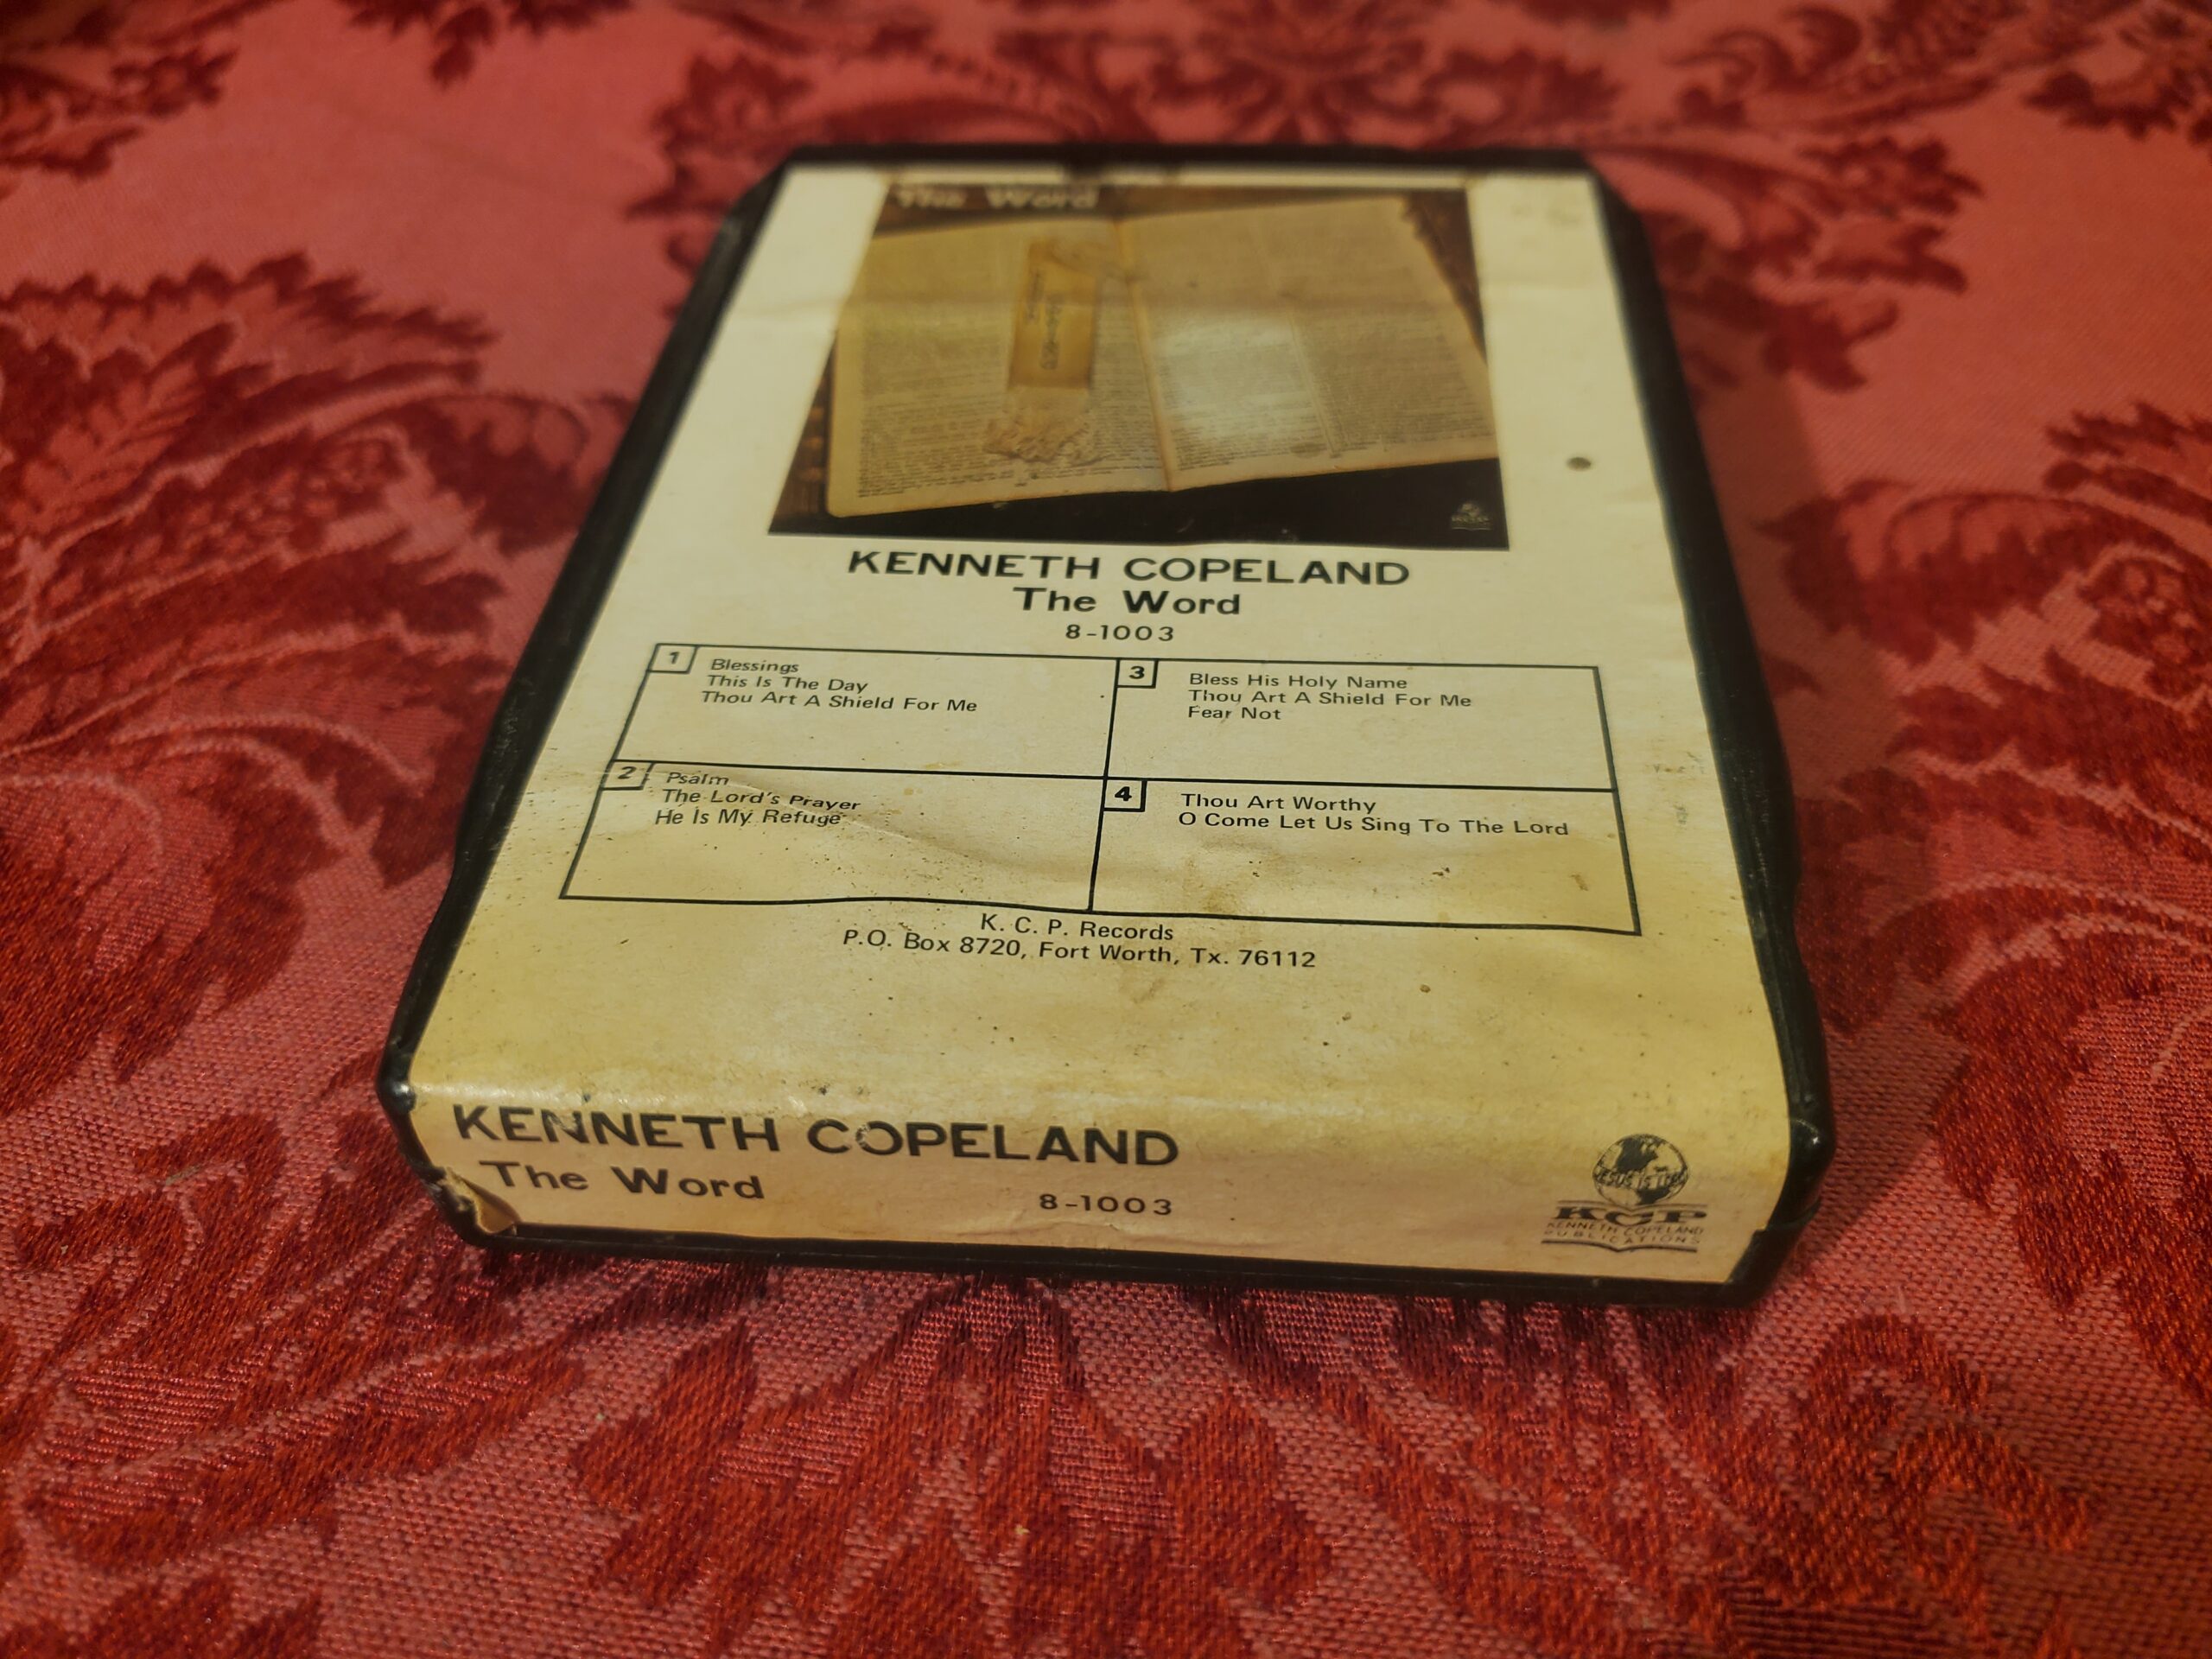 The Word
KENNETH COPELAND
The Word
8-1003
1
Blessings
This Is The Day
Thou Art A Shield For Me
2
Psalm
The Lord's Prayer
He Is My Refuge
3
Bless His Holy Name
Thou Art A Shield For Me
Fear Not
4
Thou Art Worthy
O Come Let Us Sing To The Lord
K. C. P. Records
P.O. Box 8720, Fort Worth, Tx. 76112
KENNETH COPELAND
The Word
8-1003
JESUS IS LORD
KCP
KENNETH COPELAND
PUBLICATIONS